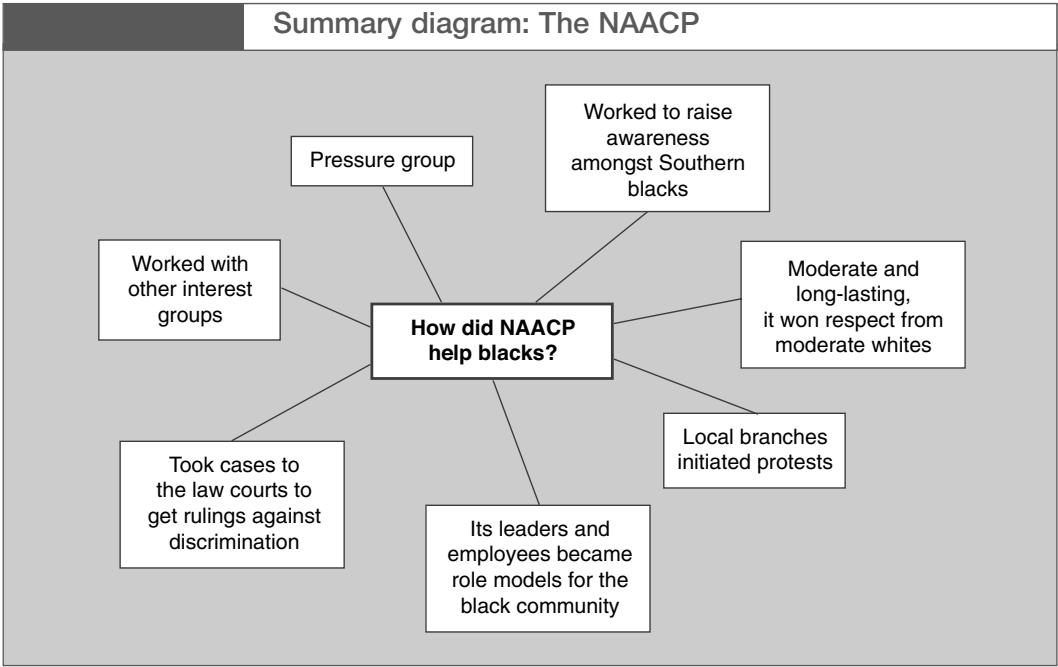 Summary diagram: The NAACP
Pressure group
Worked to raise
awareness
amongst Southern
blacks
Worked with
other interest
groups
Moderate and
long-lasting,
it won respect from
moderate whites
How did NAACP
help blacks?
Local branches
initiated protests
Took cases to
the law courts to
get rulings against
discrimination
Its leaders and
employees became
role models for the
black community